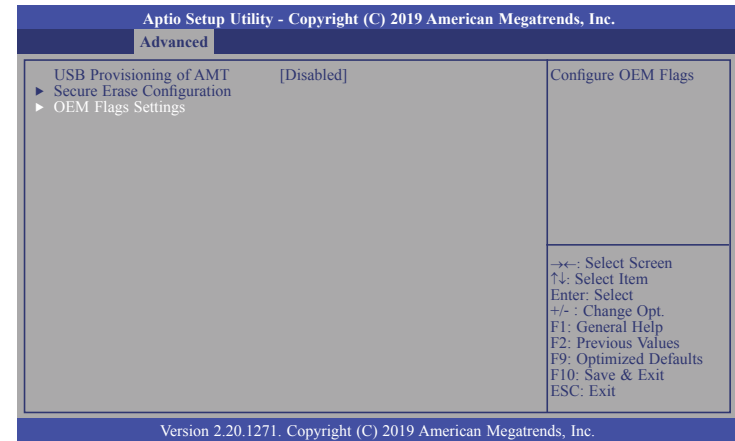 Aptio Setup Utility - Copyright (C) 2019 American Megatrends, Inc.
Advanced
USB Provisioning of AMT [Disabled]
► Secure Erase Configuration
► OEM Flags Settings
Configure OEM Flags
→←: Select Screen
↑↓: Select Item
Enter: Select
+/- : Change Opt.
F1: General Help
F2: Previous Values
F9: Optimized Defaults
F10: Save & Exit
ESC: Exit
Version 2.20.1271. Copyright (C) 2019 American Megatrends, Inc.